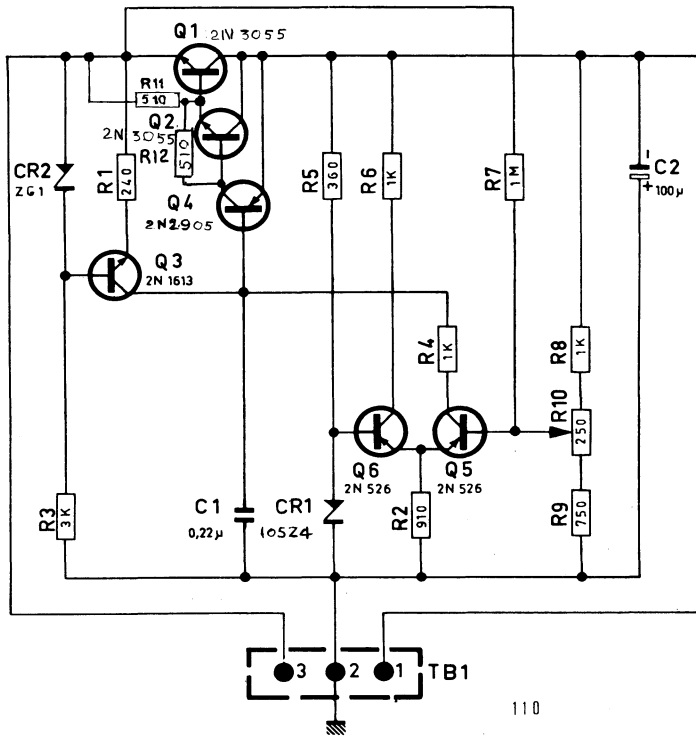 Q1 2N 3055
R11
510
Q2
2N 3055
R12
510
CR2
ZG1
R1
240
Q4
2N2905
R5
360
R6
1K
R7
1M
C2
-
+
100μ
Q3
2N 1613
R4
1K
R8
1K
R10
250
Q6
2N 526
Q5
2N 526
R3
3K
C1
0,22μ
CR1
105Z4
R2
910
R9
750
3 2 1 TB1
110